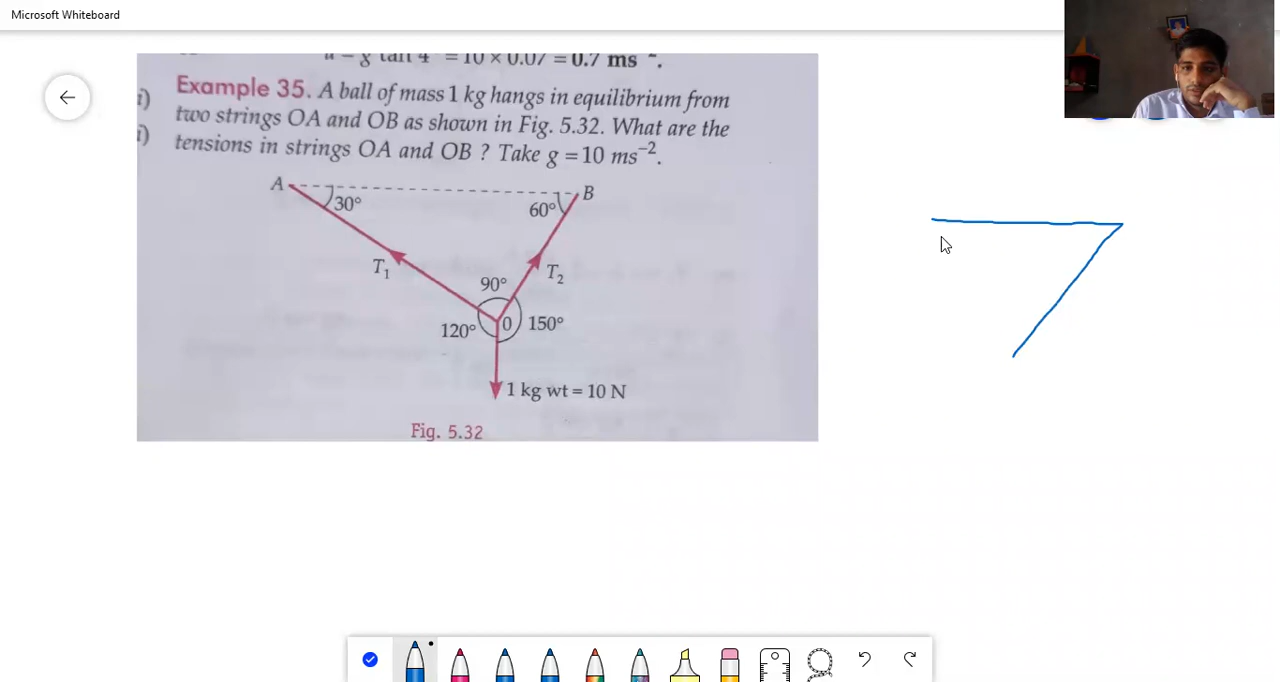 Microsoft Whiteboard
= 10 × 0.07 = 0.7 ms
i) Example 35. A ball of mass 1 kg hangs in equilibrium from
i) two strings OA and OB as shown in Fig. 5.32. What are the
tensions in strings OA and OB ? Take g = 10 ms⁻².
A
B
30°
60°
T₁
T₂
90°
120°
0
150°
1 kg wt = 10 N
Fig. 5.32